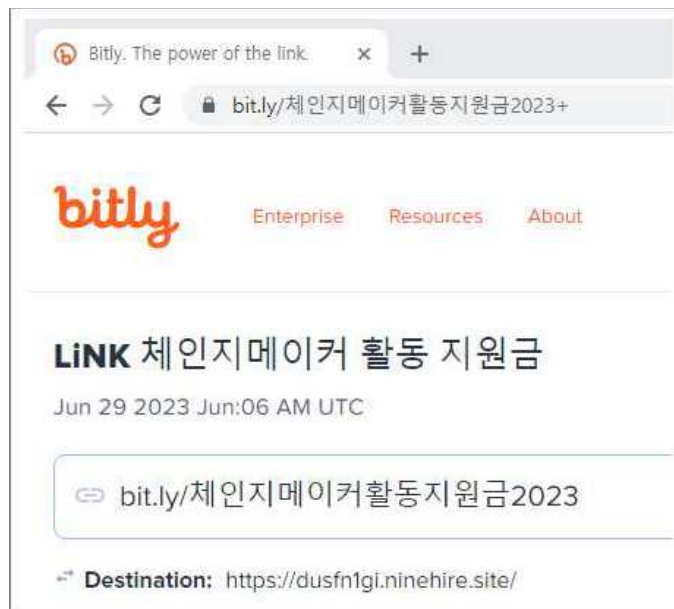 Bitly. The power of the link.
bit.ly/체인지메이커활동지원금2023+
bitly Enterprise Resources About
LiNK 체인지메이커 활동 지원금
Jun 29 2023 Jun:06 AM UTC
bit.ly/체인지메이커활동지원금2023
Destination: https://dusfn1gi.ninehire.site/